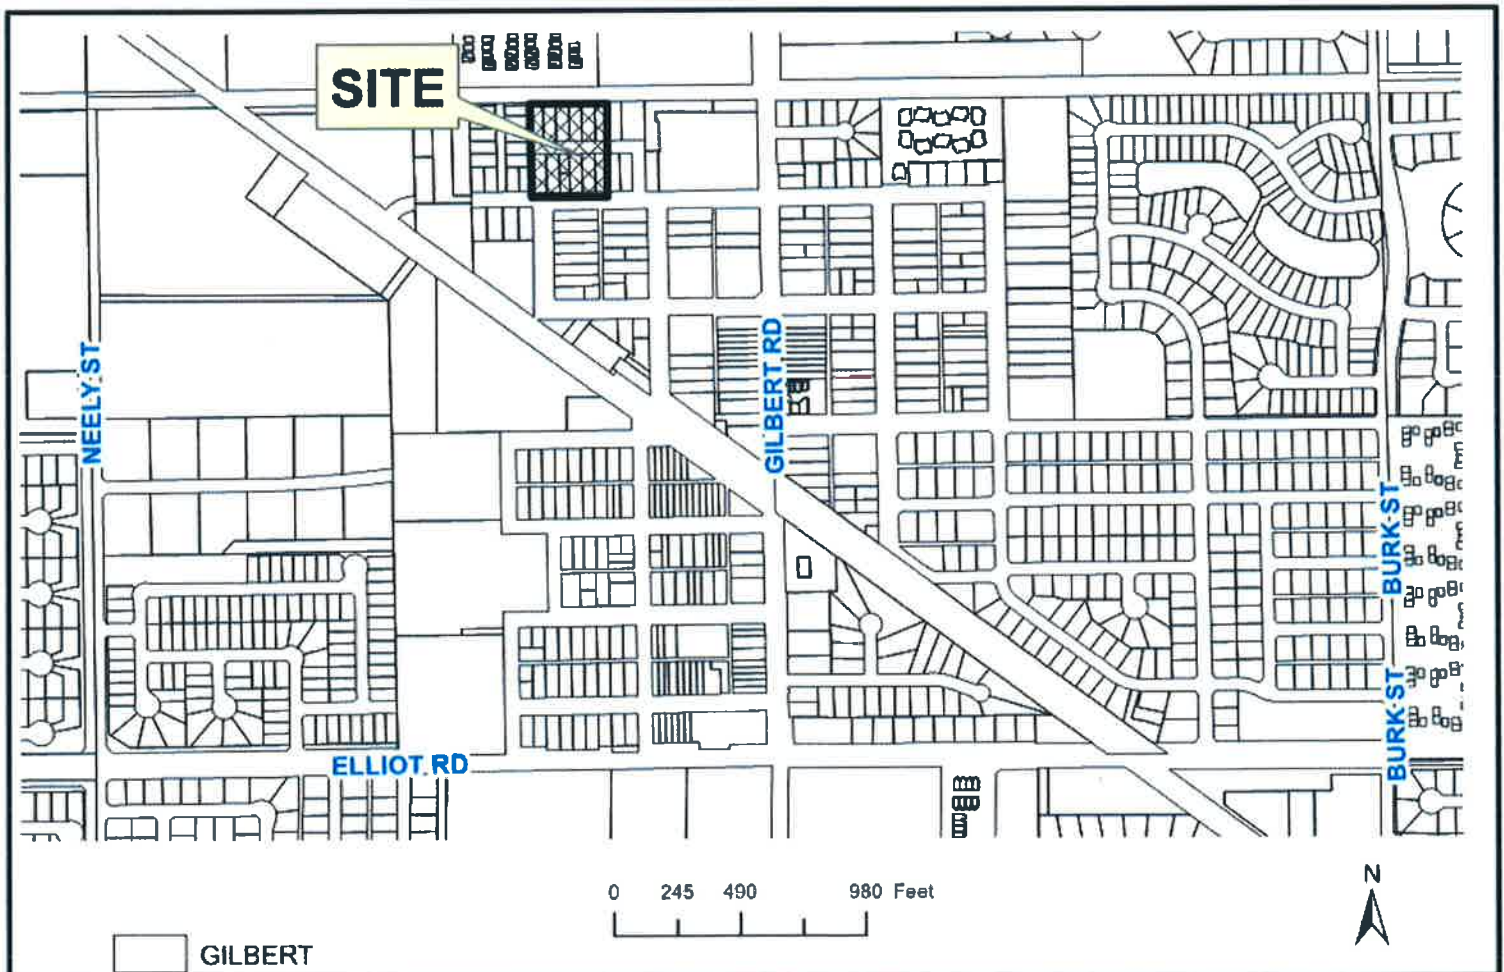 SITE
NEELY ST
GILBERT RD
BURK ST
BURK ST
ELLIOT RD
0 245 490 980 Feet
N
GILBERT